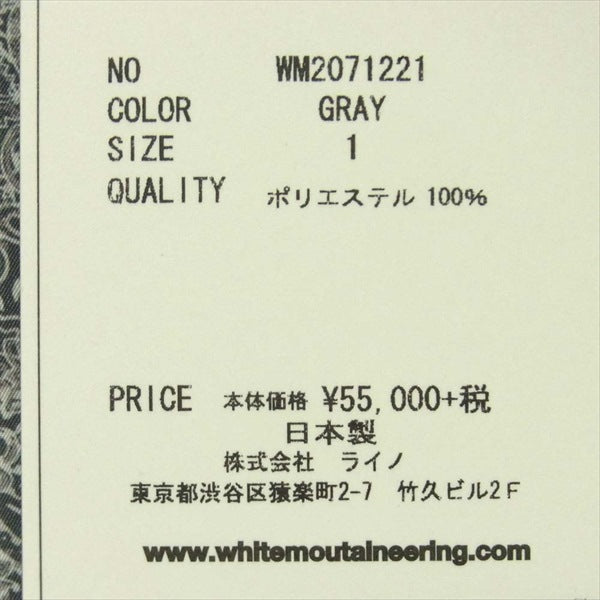 NO WM2071221
COLOR GRAY
SIZE 1
QUALITY ポリエステル 100%
PRICE 本体価格 ¥55,000+税
日本製
株式会社 ライノ
東京都渋谷区猿楽町2-7 竹久ビル2F
www.whitemoutaineering.com